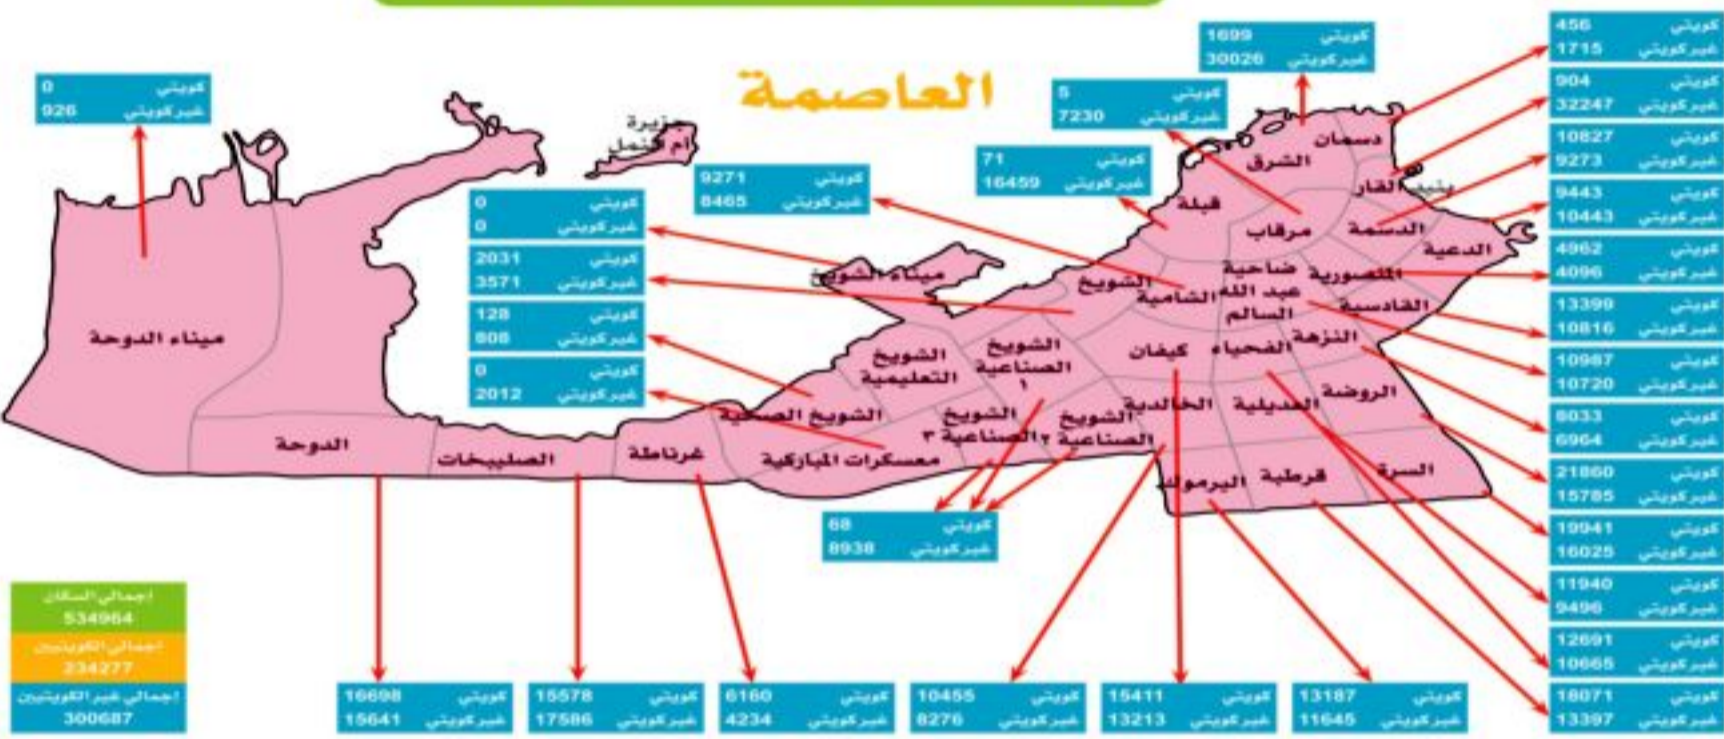 العاصمة
كويتي 0
غير كويتي 926
جزيرة
أم النمل
كويتي 1699
غير كويتي 30026
كويتي 5
غير كويتي 7230
كويتي 71
غير كويتي 16459
كويتي 9271
غير كويتي 8465
كويتي 0
غير كويتي 0
كويتي 2031
غير كويتي 3571
كويتي 128
غير كويتي 808
كويتي 0
غير كويتي 2012
كويتي 456
غير كويتي 1715
كويتي 904
غير كويتي 32247
كويتي 10827
غير كويتي 9273
كويتي 9443
غير كويتي 10443
كويتي 4962
غير كويتي 4096
كويتي 13399
غير كويتي 10816
كويتي 10987
غير كويتي 10720
كويتي 8033
غير كويتي 6964
كويتي 21860
غير كويتي 15785
كويتي 19941
غير كويتي 16025
كويتي 11940
غير كويتي 9496
كويتي 12691
غير كويتي 10665
كويتي 18071
غير كويتي 13397
دسمان
الشرق
بنيد القار
قبلة
مرقاب
الدسمة
الدعية
ميناء الشويخ
الشويخ
الشامية
ضاحية
عبد الله
السالم
المنصورية
القادسية
النزهة
الفحياء
كيفان
الشويخ
الصناعية
١
الشويخ
التعليمية
الروضة
العديلية
الخالدية
الشويخ
الصناعية ٢
الشويخ
الصناعية ٣
الشويخ الصحية
معسكرات المباركية
غرناطة
الصليبخات
الدوحة
ميناء الدوحة
السرة
قرطبة
اليرموك
كويتي 68
غير كويتي 8938
إجمالي السكان
534964
إجمالي الكويتيين
234277
إجمالي غير الكويتيين
300687
كويتي 16698
غير كويتي 15641
كويتي 15578
غير كويتي 17586
كويتي 6160
غير كويتي 4234
كويتي 10455
غير كويتي 8276
كويتي 15411
غير كويتي 13213
كويتي 13187
غير كويتي 11645